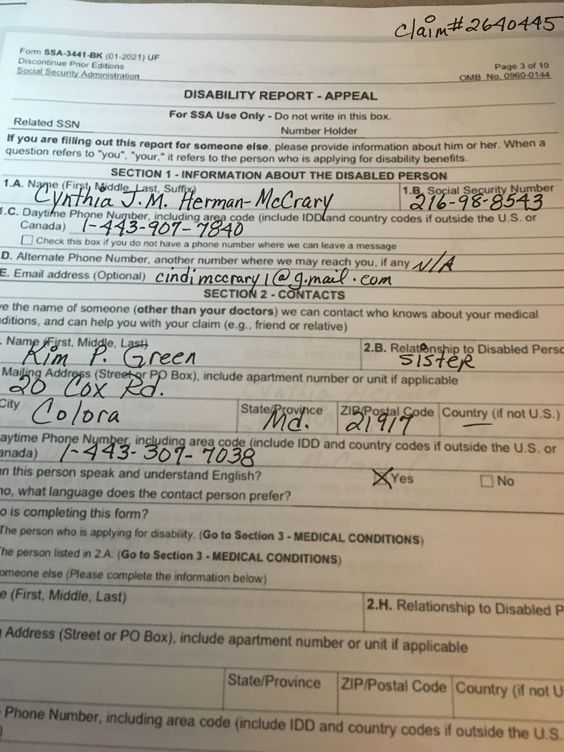 Claim# 2640445
Form SSA-3441-BK (01-2021) UF
Discontinue Prior Editions
Social Security Administration
Page 3 of 10
OMB No. 0960-0144
DISABILITY REPORT - APPEAL
For SSA Use Only - Do not write in this box.
Related SSN
Number Holder
If you are filling out this report for someone else, please provide information about him or her. When a
question refers to "you", "your," it refers to the person who is applying for disability benefits.
SECTION 1 - INFORMATION ABOUT THE DISABLED PERSON
1.A. Name (First, Middle, Last, Suffix)
Cynthia J.M. Herman-McCrary
1.B. Social Security Number
216-98-8543
1.C. Daytime Phone Number, including area code (include IDD and country codes if outside the U.S. or
Canada) 1-443-907-7840
Check this box if you do not have a phone number where we can leave a message
D. Alternate Phone Number, another number where we may reach you, if any N/A
E. Email address (Optional) cindimccrary1@g.mail.com
SECTION 2 - CONTACTS
ve the name of someone (other than your doctors) we can contact who knows about your medical
ditions, and can help you with your claim (e.g., friend or relative)
. Name (First, Middle, Last)
Kim P. Green
2.B. Relationship to Disabled Perso
Sister
Mailing Address (Street or PO Box), include apartment number or unit if applicable
20 Cox Rd.
City
Colora
State/Province
Md.
ZIP/Postal Code
21917
Country (if not U.S.)
—
aytime Phone Number, including area code (include IDD and country codes if outside the U.S. or
anada) 1-443-307-7038
an this person speak and understand English?
Yes
No
no, what language does the contact person prefer?
o is completing this form?
The person who is applying for disability. (Go to Section 3 - MEDICAL CONDITIONS)
he person listed in 2.A. (Go to Section 3 - MEDICAL CONDITIONS)
omeone else (Please complete the information below)
e (First, Middle, Last)
2.H. Relationship to Disabled P
Address (Street or PO Box), include apartment number or unit if applicable
State/Province
ZIP/Postal Code
Country (if not U
Phone Number, including area code (include IDD and country codes if outside the U.S.
)